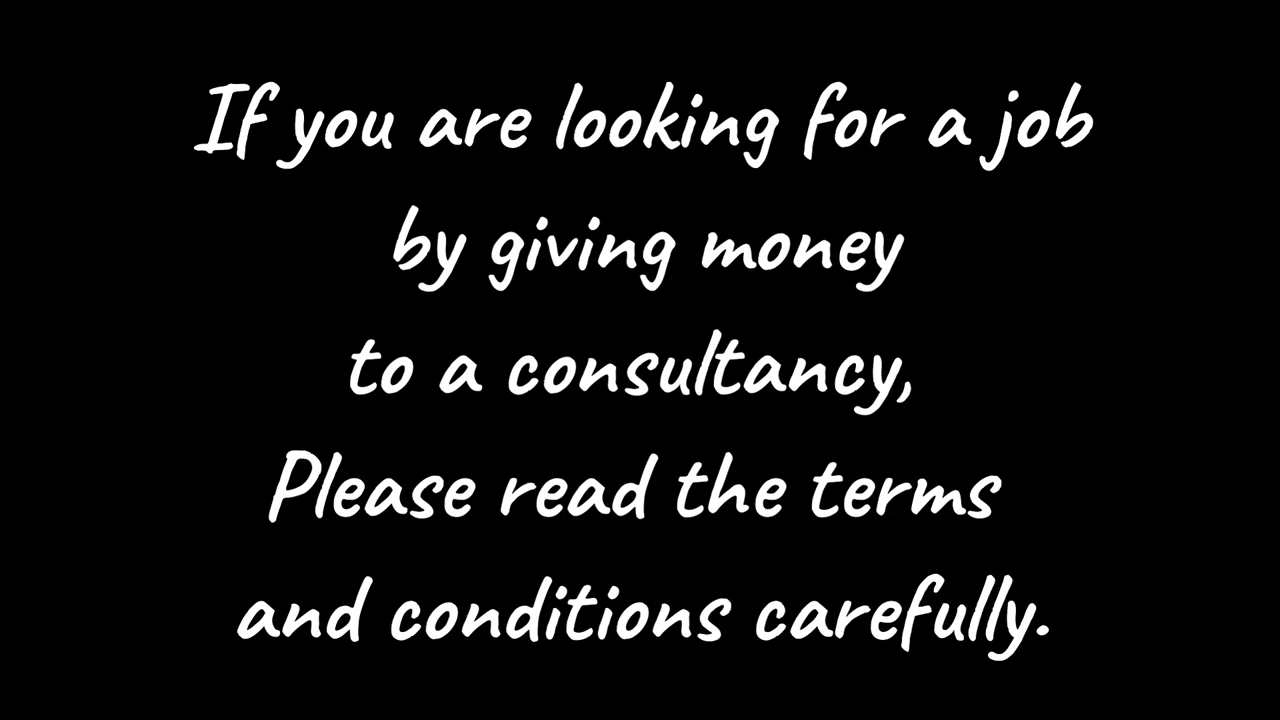 If you are looking for a job
by giving money
to a consultancy,
Please read the terms
and conditions carefully.